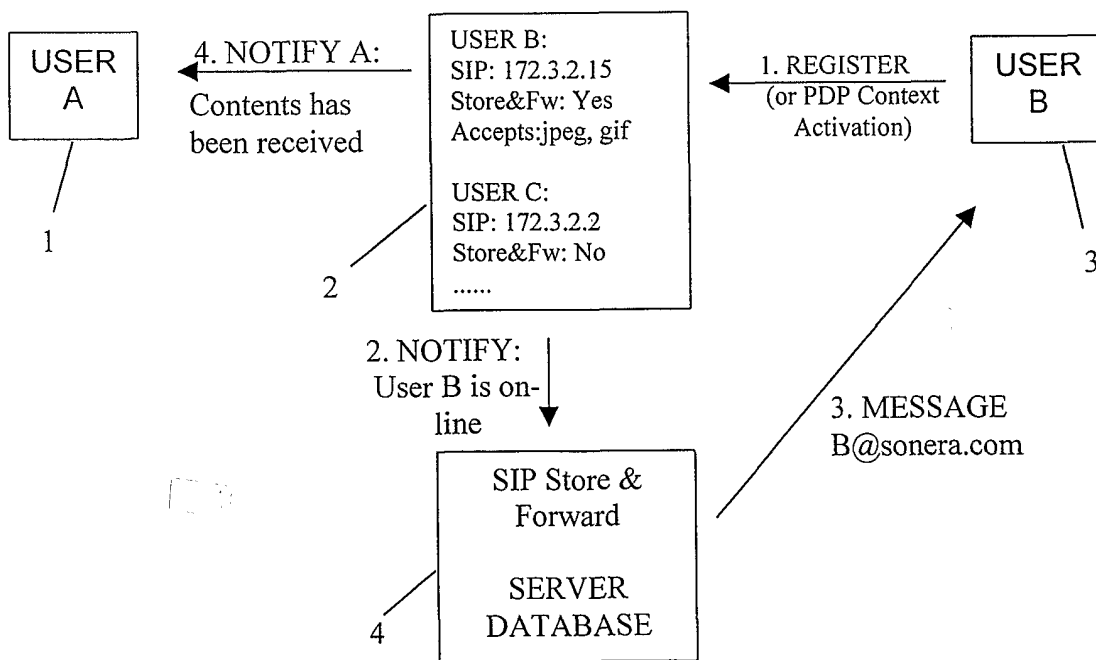 USER
A
4. NOTIFY A:
Contents has
been received
USER B:
SIP: 172.3.2.15
Store&Fw: Yes
Accepts:jpeg, gif
USER C:
SIP: 172.3.2.2
Store&Fw: No
......
1. REGISTER
(or PDP Context
Activation)
USER
B
1
2
3
2. NOTIFY:
User B is on-
line
3. MESSAGE
B@sonera.com
SIP Store &
Forward
SERVER
DATABASE
4